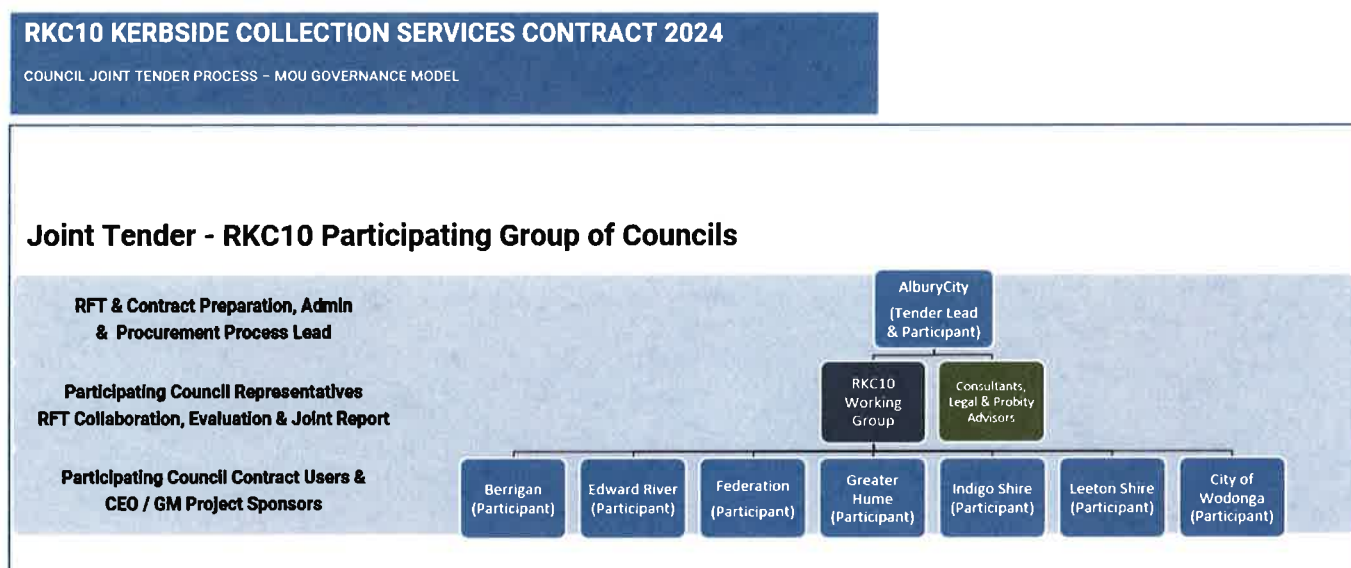 RKC10 KERBSIDE COLLECTION SERVICES CONTRACT 2024
COUNCIL JOINT TENDER PROCESS – MOU GOVERNANCE MODEL
Joint Tender - RKC10 Participating Group of Councils
RFT & Contract Preparation, Admin
& Procurement Process Lead
AlburyCity
(Tender Lead
& Participant)
Participating Council Representatives
RFT Collaboration, Evaluation & Joint Report
RKC10
Working
Group
Consultants,
Legal & Probity
Advisors
Participating Council Contract Users &
CEO / GM Project Sponsors
Berrigan
(Participant)
Edward River
(Participant)
Federation
(Participant)
Greater
Hume
(Participant)
Indigo Shire
(Participant)
Leeton Shire
(Participant)
City of
Wodonga
(Participant)